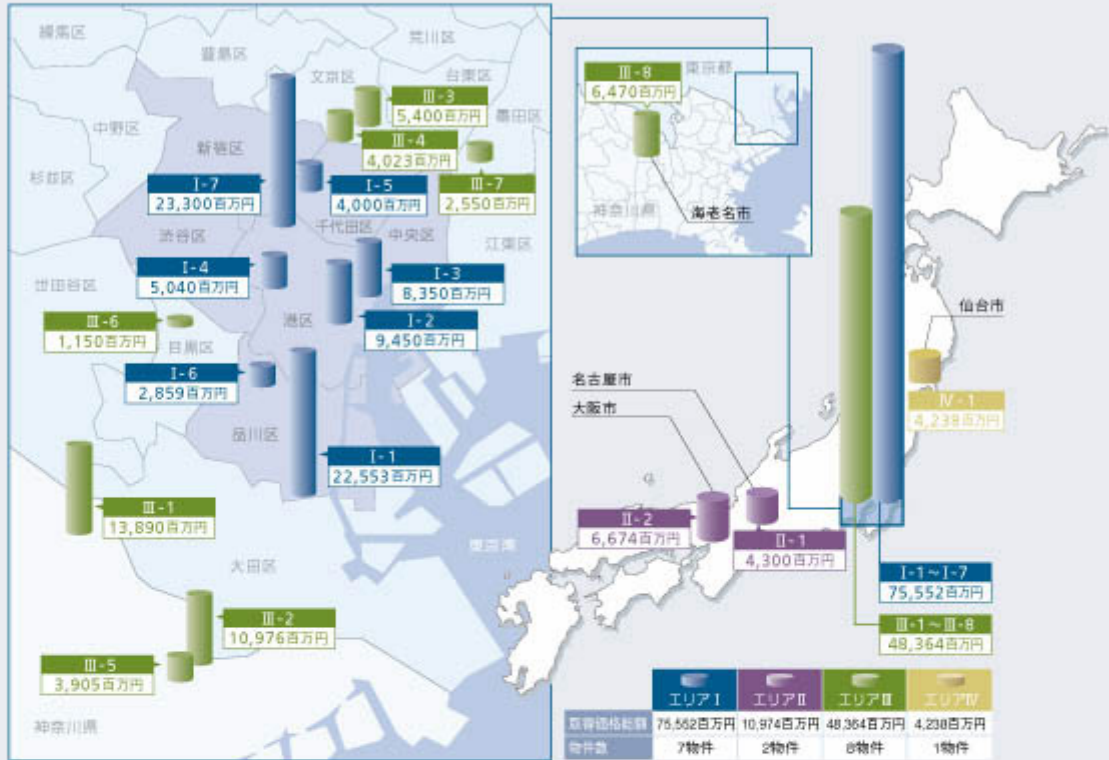 練馬区
豊島区
荒川区
文京区
台東区
墨田区
中野区
新宿区
杉並区
渋谷区
千代田区
中央区
江東区
世田谷区
港区
目黒区
品川区
大田区
東京湾
神奈川県
Ⅲ-3
5,400百万円
Ⅲ-4
4,023百万円
Ⅲ-7
2,550百万円
Ⅰ-7
23,300百万円
Ⅰ-5
4,000百万円
Ⅰ-4
5,040百万円
Ⅰ-3
8,350百万円
Ⅲ-6
1,150百万円
Ⅰ-2
9,450百万円
Ⅰ-6
2,859百万円
Ⅰ-1
22,553百万円
Ⅲ-1
13,890百万円
Ⅲ-2
10,976百万円
Ⅲ-5
3,905百万円
東京都
Ⅲ-8
6,470百万円
神奈川県
海老名市
仙台市
Ⅳ-1
4,238百万円
名古屋市
大阪市
Ⅱ-2
6,674百万円
Ⅱ-1
4,300百万円
Ⅰ-1～Ⅰ-7
75,552百万円
Ⅲ-1～Ⅲ-8
48,364百万円
エリアⅠ エリアⅡ エリアⅢ エリアⅣ
取得価格総額 75,552百万円 10,974百万円 48,364百万円 4,238百万円
物件数 7物件 2物件 8物件 1物件